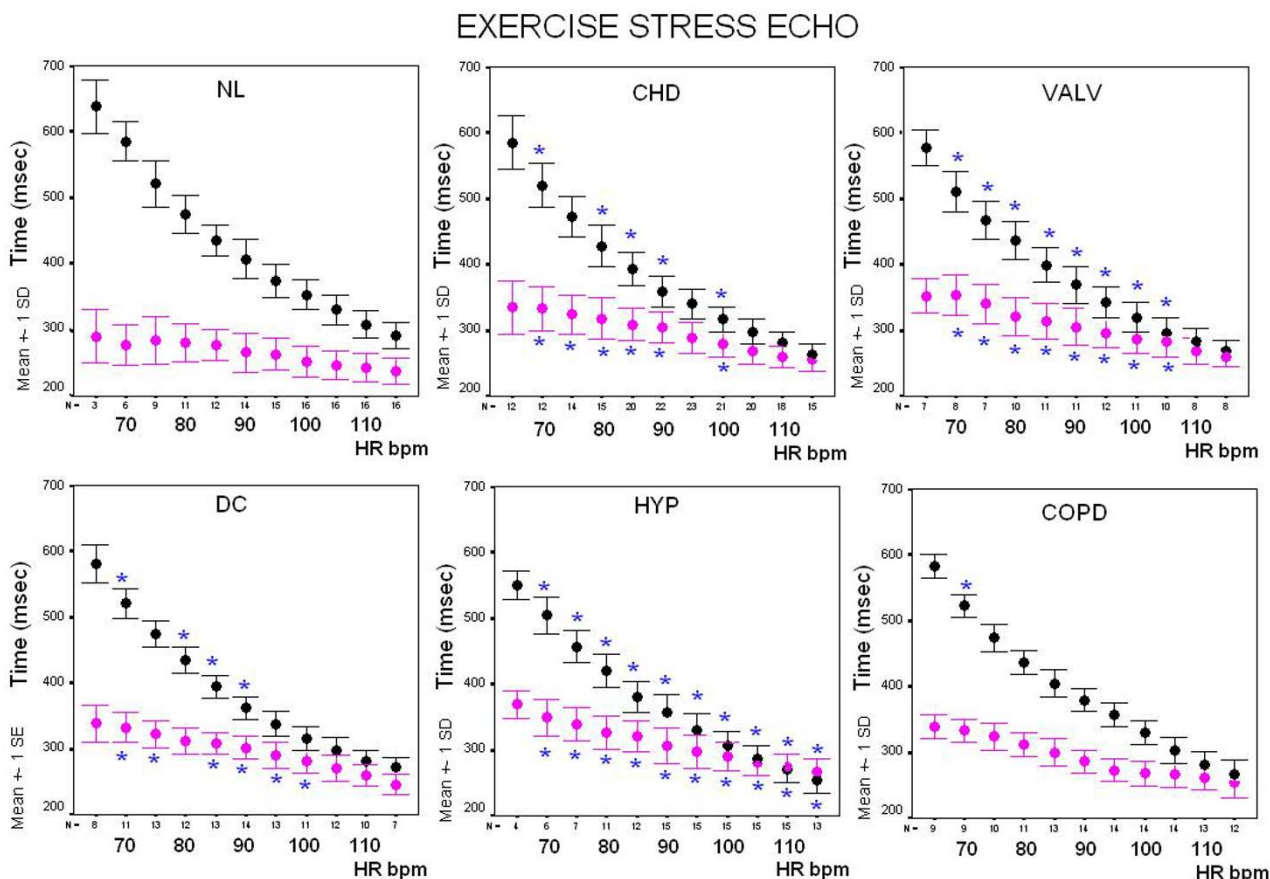 EXERCISE STRESS ECHO
NL
Mean +- 1 SD Time (msec)
700
600
500
400
300
200
N - 3 6 9 11 12 14 15 16 16 16 16
70 80 90 100 110
HR bpm
CHD
Mean +- 1 SD Time (msec)
700
600
500
400
300
200
* * * * *
* * * * * *
N - 12 12 14 15 20 22 23 21 20 18 15
70 80 90 100 110
HR bpm
VALV
Mean +- 1 SD Time (msec)
700
600
500
400
300
200
* * * * * * * *
* * * * * * * *
N - 7 8 7 10 11 11 12 11 10 8 8
70 80 90 100 110
HR bpm
DC
Mean +- 1 SE Time (msec)
700
600
500
400
300
200
* * * *
* * * * * *
N - 8 11 13 12 13 14 13 11 12 10 7
70 80 90 100 110
HR bpm
HYP
Mean +- 1 SD Time (msec)
700
600
500
400
300
200
* * * * * * * * * *
* * * * * * * * * *
N - 4 6 7 11 12 15 15 15 15 15 13
70 80 90 100 110
HR bpm
COPD
Mean +- 1 SD Time (msec)
700
600
500
400
300
200
*
N - 9 9 10 11 13 14 14 14 14 13 12
70 80 90 100 110
HR bpm